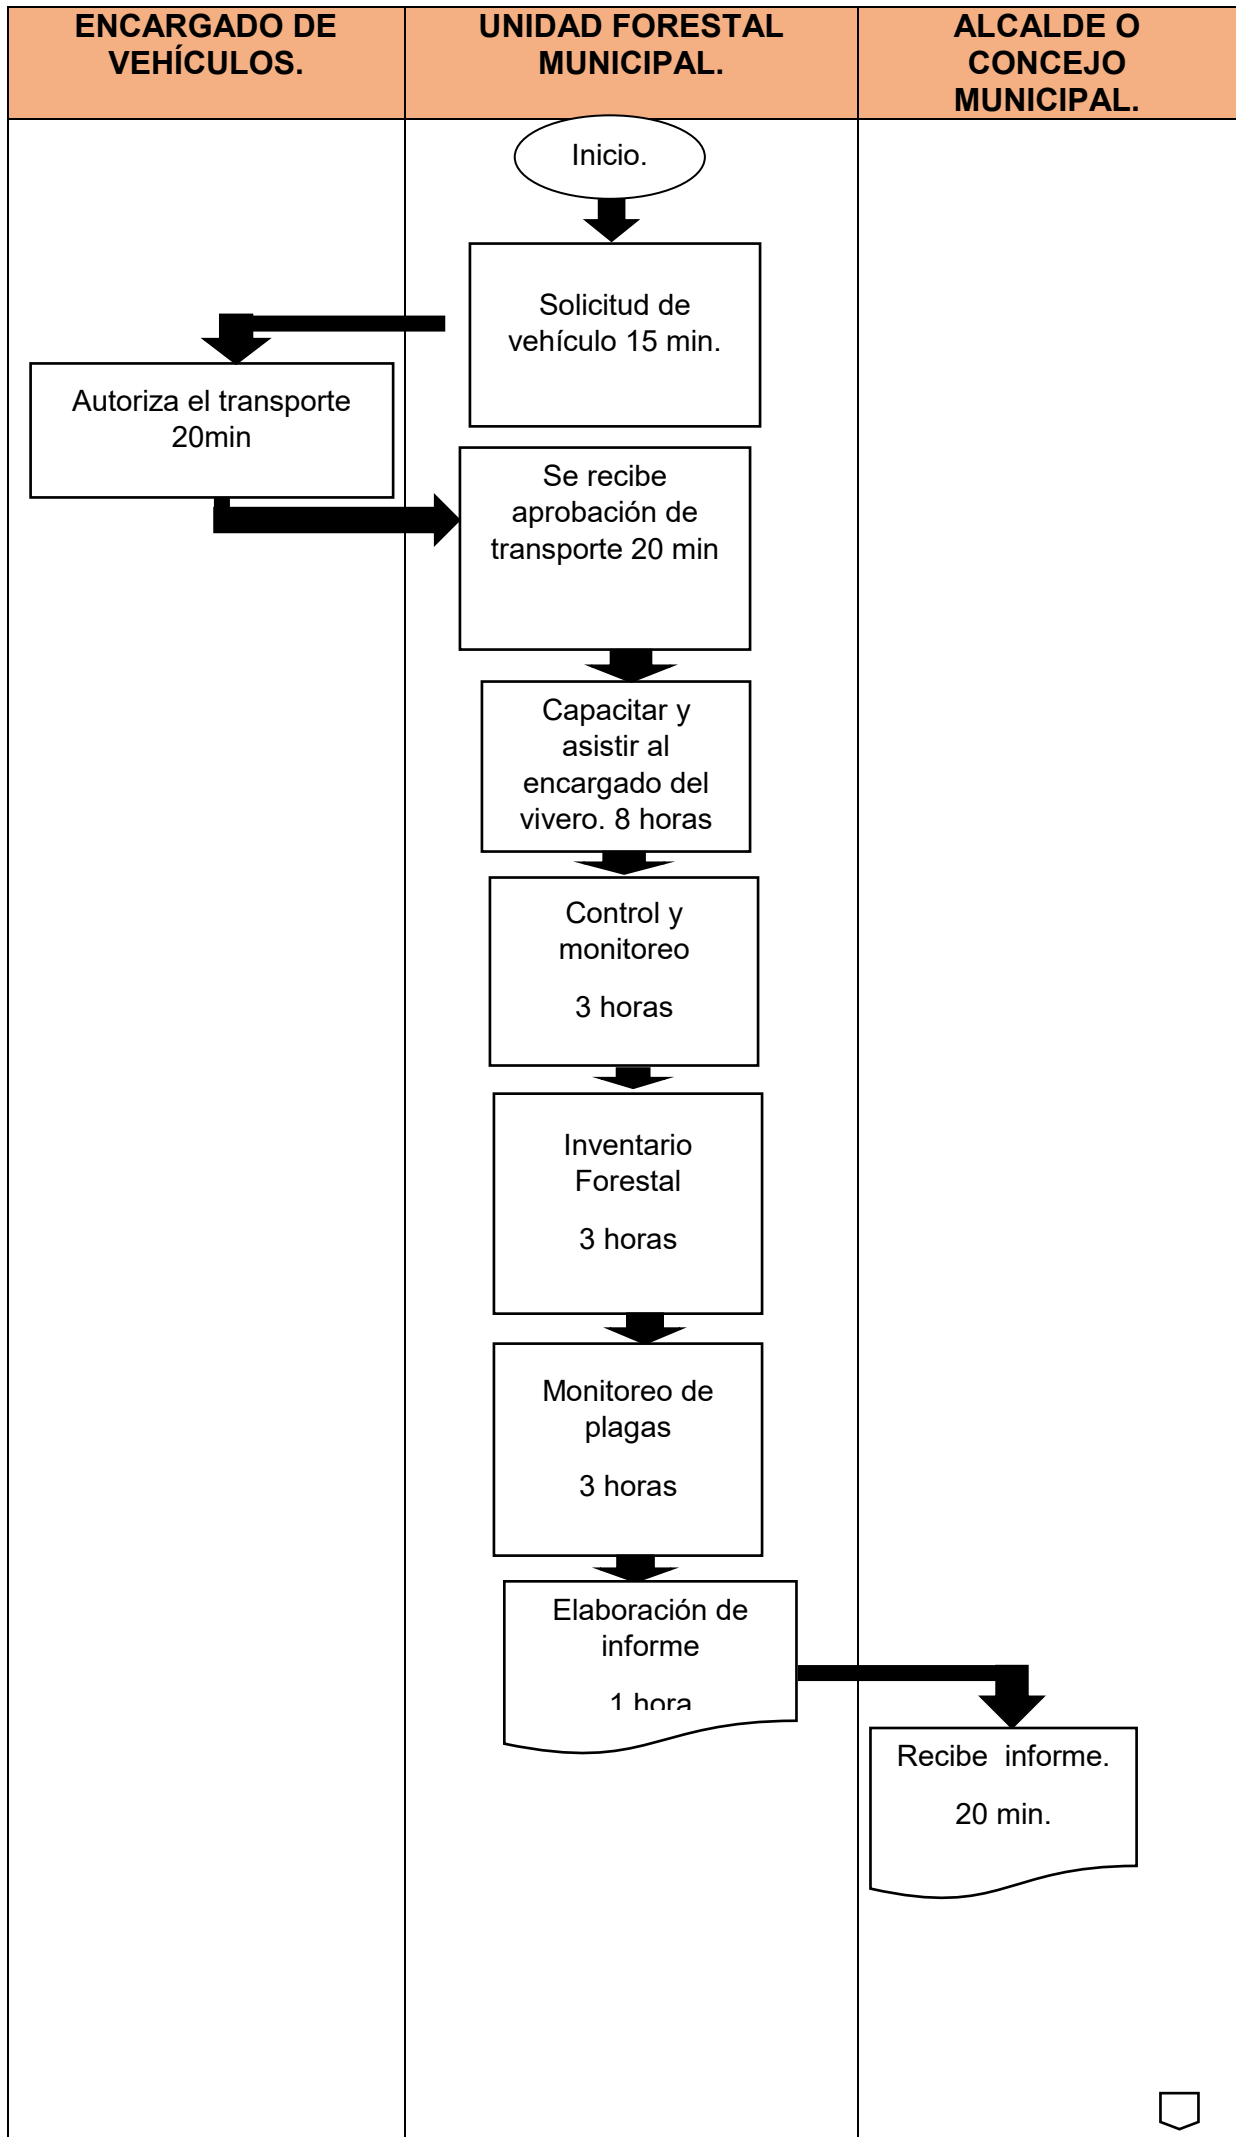 ENCARGADO DE
VEHÍCULOS.
UNIDAD FORESTAL
MUNICIPAL.
ALCALDE O
CONCEJO
MUNICIPAL.
Inicio.
Solicitud de
vehículo 15 min.
Autoriza el transporte
20min
Se recibe
aprobación de
transporte 20 min
Capacitar y
asistir al
encargado del
vivero. 8 horas
Control y
monitoreo
3 horas
Inventario
Forestal
3 horas
Monitoreo de
plagas
3 horas
Elaboración de
informe
1 hora
Recibe informe.
20 min.